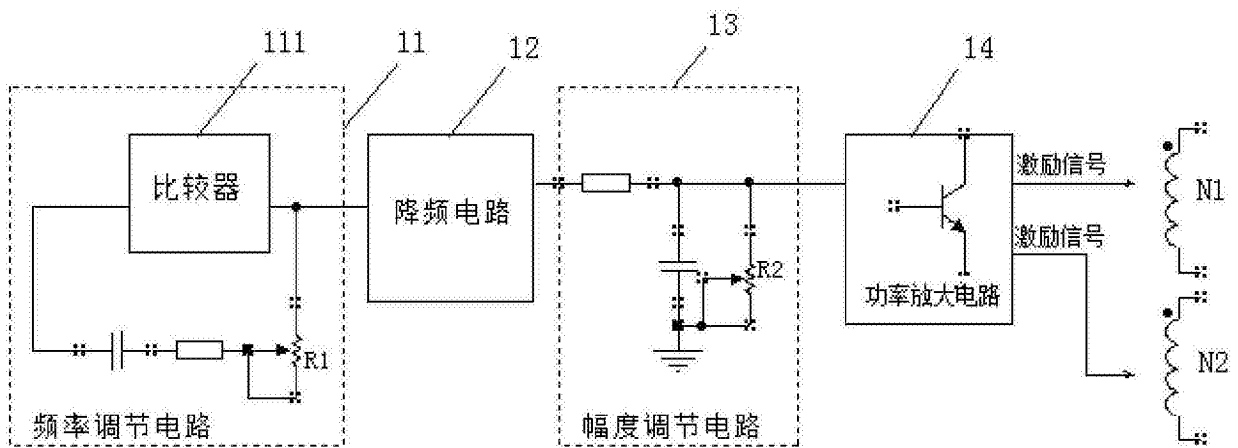 111
11
12
13
14
比较器
降频电路
激励信号
激励信号
N1
N2
R1
R2
功率放大电路
频率调节电路
幅度调节电路